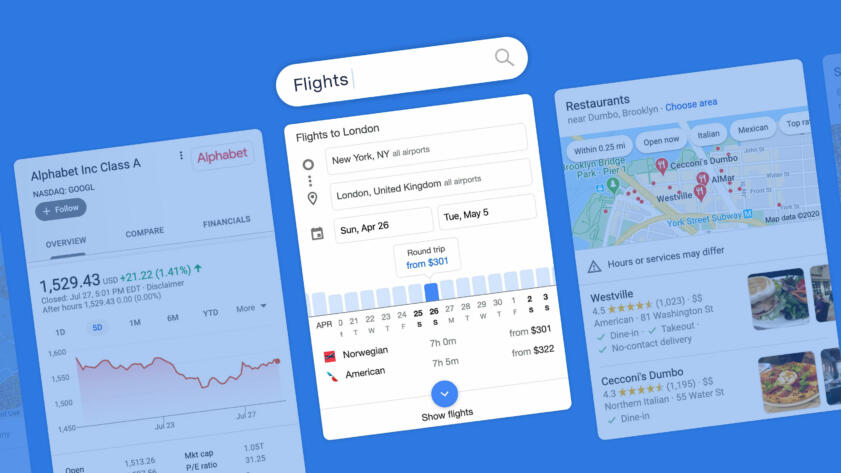 Flights
Alphabet Inc Class A
Alphabet
NASDAQ: GOOGL
+ Follow
OVERVIEW COMPARE FINANCIALS
1,529.43 USD +21.22 (1.41%) ↑
Closed: Jul 27, 5:01 PM EDT · Disclaimer
After hours 1,529.43 0.00 (0.00%)
1D 5D 1M 6M YTD More
1,600
1,550
1,500
1,450
Jul 23 Jul 27
Open 1,513.26 Mkt cap 1.05T
P/E ratio 31.25
Flights to London
New York, NY all airports
London, United Kingdom all airports
Sun, Apr 26 Tue, May 5
Round trip
from $301
APR 0 21 22 23 24 25 26 27 28 29 30 1 2 3
T W T F S S M T W T F S S
Norwegian 7h 0m from $301
American 7h 5m from $322
Show flights
Restaurants
near Dumbo, Brooklyn · Choose area
Within 0.25 mi Open now Italian Mexican Top ra
Brooklyn Bridge
Park - Pier 1
Cecconi's Dumbo
AlMar
Westville
John St
Water St
Front St
York St
York Street Subway M
Map data ©2020
Hours or services may differ
Westville
4.5 ★★★★★ (1,023) · $$
American · 81 Washington St
✓ Dine-in · ✓ Takeout ·
✓ No-contact delivery
Cecconi's Dumbo
4.3 ★★★★★ (1,195) · $$
Northern Italian · 55 Water St
✓ Dine-in